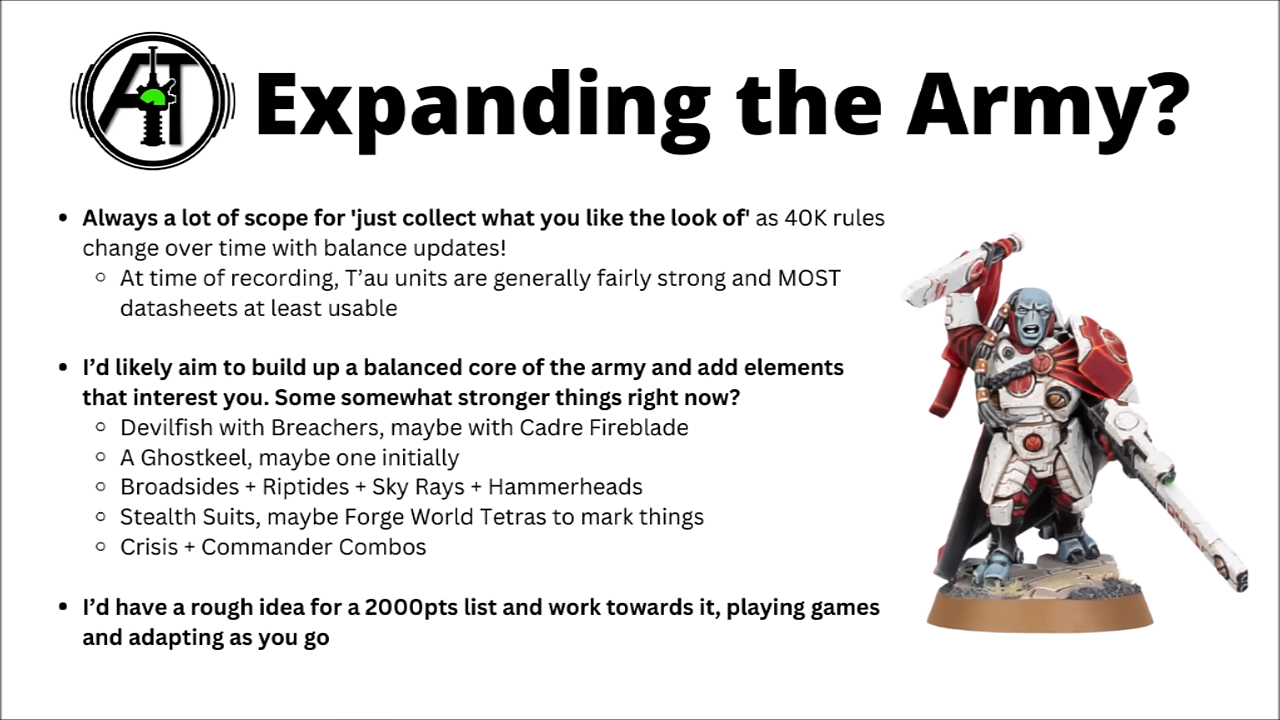 AT
Expanding the Army?
• Always a lot of scope for 'just collect what you like the look of' as 40K rules
change over time with balance updates!
◦ At time of recording, T’au units are generally fairly strong and MOST
datasheets at least usable
• I’d likely aim to build up a balanced core of the army and add elements
that interest you. Some somewhat stronger things right now?
◦ Devilfish with Breachers, maybe with Cadre Fireblade
◦ A Ghostkeel, maybe one initially
◦ Broadsides + Riptides + Sky Rays + Hammerheads
◦ Stealth Suits, maybe Forge World Tetras to mark things
◦ Crisis + Commander Combos
• I’d have a rough idea for a 2000pts list and work towards it, playing games
and adapting as you go